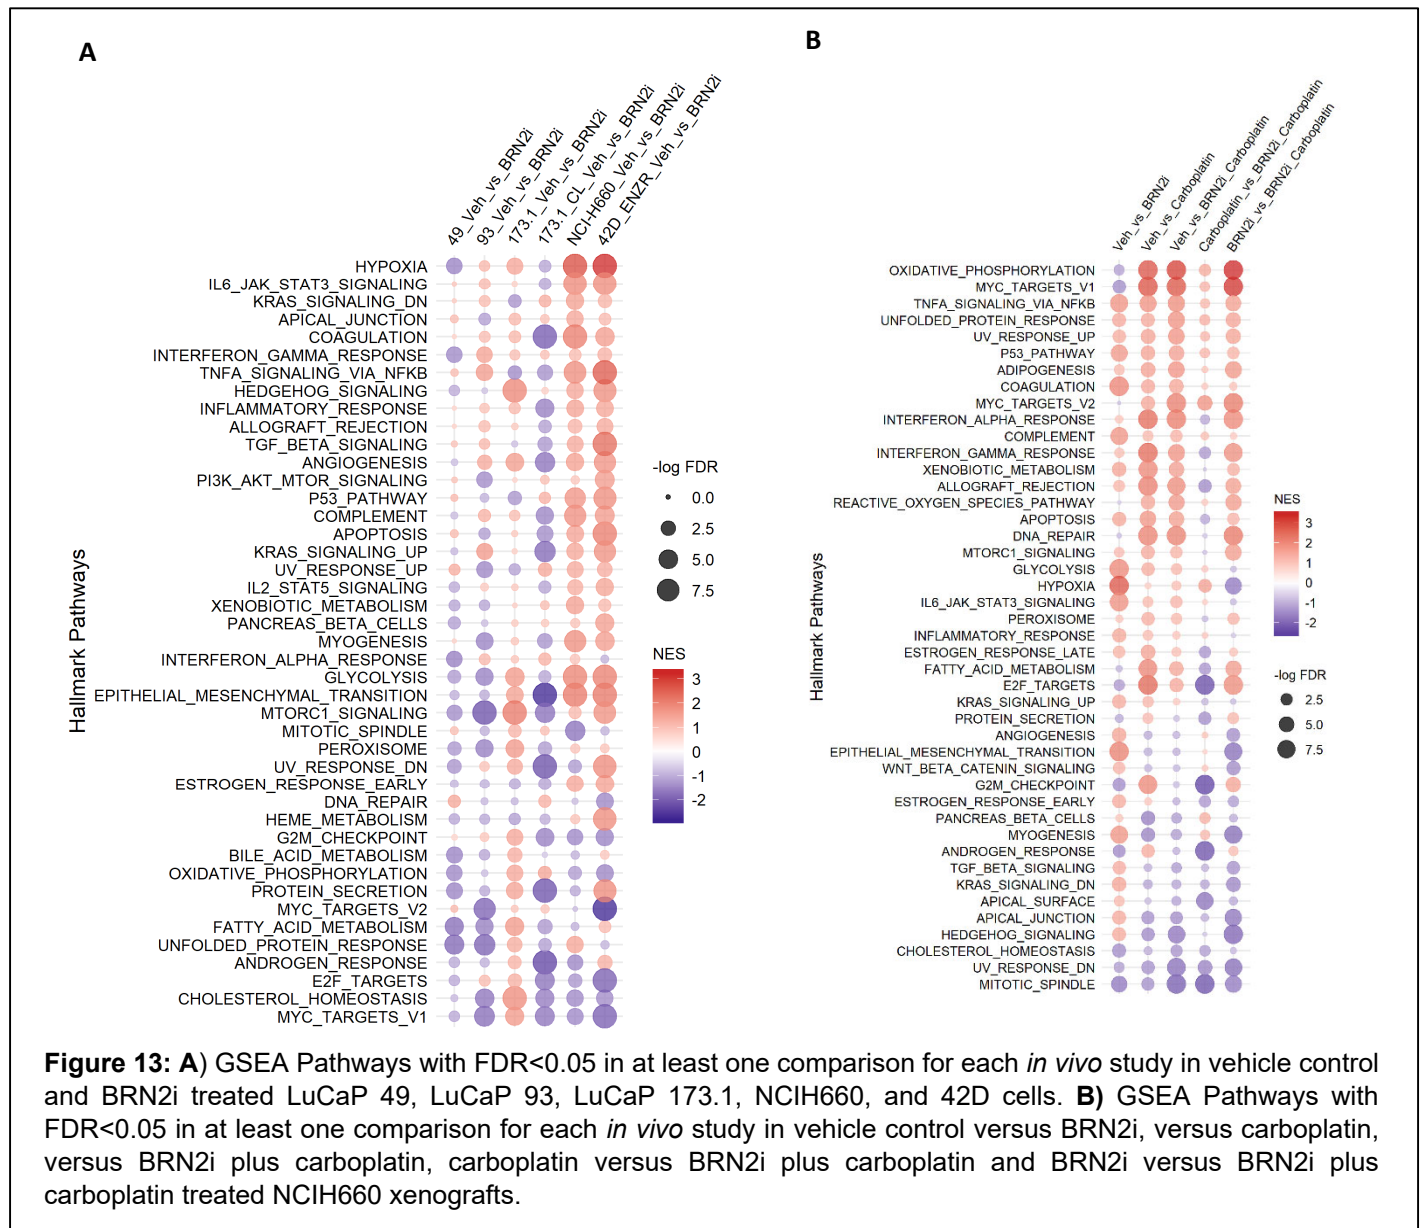 A
49_Veh_vs_BRN2i
93_Veh_vs_BRN2i
173.1_Veh_vs_BRN2i
173.1_CL_Veh_vs_BRN2i
NCI-H660_Veh_vs_BRN2i
42D_ENZR_Veh_vs_BRN2i
Hallmark Pathways
HYPOXIA
IL6_JAK_STAT3_SIGNALING
KRAS_SIGNALING_DN
APICAL_JUNCTION
COAGULATION
INTERFERON_GAMMA_RESPONSE
TNFA_SIGNALING_VIA_NFKB
HEDGEHOG_SIGNALING
INFLAMMATORY_RESPONSE
ALLOGRAFT_REJECTION
TGF_BETA_SIGNALING
ANGIOGENESIS
PI3K_AKT_MTOR_SIGNALING
P53_PATHWAY
COMPLEMENT
APOPTOSIS
KRAS_SIGNALING_UP
UV_RESPONSE_UP
IL2_STAT5_SIGNALING
XENOBIOTIC_METABOLISM
PANCREAS_BETA_CELLS
MYOGENESIS
INTERFERON_ALPHA_RESPONSE
GLYCOLYSIS
EPITHELIAL_MESENCHYMAL_TRANSITION
MTORC1_SIGNALING
MITOTIC_SPINDLE
PEROXISOME
UV_RESPONSE_DN
ESTROGEN_RESPONSE_EARLY
DNA_REPAIR
HEME_METABOLISM
G2M_CHECKPOINT
BILE_ACID_METABOLISM
OXIDATIVE_PHOSPHORYLATION
PROTEIN_SECRETION
MYC_TARGETS_V2
FATTY_ACID_METABOLISM
UNFOLDED_PROTEIN_RESPONSE
ANDROGEN_RESPONSE
E2F_TARGETS
CHOLESTEROL_HOMEOSTASIS
MYC_TARGETS_V1
-log FDR
0.0
2.5
5.0
7.5
NES
3
2
1
0
-1
-2
B
Veh_vs_BRN2i
Veh_vs_Carboplatin
Veh_vs_BRN2i_Carboplatin
Carboplatin_vs_BRN2i_Carboplatin
BRN2i_vs_BRN2i_Carboplatin
Hallmark Pathways
OXIDATIVE_PHOSPHORYLATION
MYC_TARGETS_V1
TNFA_SIGNALING_VIA_NFKB
UNFOLDED_PROTEIN_RESPONSE
UV_RESPONSE_UP
P53_PATHWAY
ADIPOGENESIS
COAGULATION
MYC_TARGETS_V2
INTERFERON_ALPHA_RESPONSE
COMPLEMENT
INTERFERON_GAMMA_RESPONSE
XENOBIOTIC_METABOLISM
ALLOGRAFT_REJECTION
REACTIVE_OXYGEN_SPECIES_PATHWAY
APOPTOSIS
DNA_REPAIR
MTORC1_SIGNALING
GLYCOLYSIS
HYPOXIA
IL6_JAK_STAT3_SIGNALING
PEROXISOME
INFLAMMATORY_RESPONSE
ESTROGEN_RESPONSE_LATE
FATTY_ACID_METABOLISM
E2F_TARGETS
KRAS_SIGNALING_UP
PROTEIN_SECRETION
ANGIOGENESIS
EPITHELIAL_MESENCHYMAL_TRANSITION
WNT_BETA_CATENIN_SIGNALING
G2M_CHECKPOINT
ESTROGEN_RESPONSE_EARLY
PANCREAS_BETA_CELLS
MYOGENESIS
ANDROGEN_RESPONSE
TGF_BETA_SIGNALING
KRAS_SIGNALING_DN
APICAL_SURFACE
APICAL_JUNCTION
HEDGEHOG_SIGNALING
CHOLESTEROL_HOMEOSTASIS
UV_RESPONSE_DN
MITOTIC_SPINDLE
NES
3
2
1
0
-1
-2
-log FDR
2.5
5.0
7.5
Figure 13: A) GSEA Pathways with FDR<0.05 in at least one comparison for each in vivo study in vehicle control
and BRN2i treated LuCaP 49, LuCaP 93, LuCaP 173.1, NCIH660, and 42D cells. B) GSEA Pathways with
FDR<0.05 in at least one comparison for each in vivo study in vehicle control versus BRN2i, versus carboplatin,
versus BRN2i plus carboplatin, carboplatin versus BRN2i plus carboplatin and BRN2i versus BRN2i plus
carboplatin treated NCIH660 xenografts.